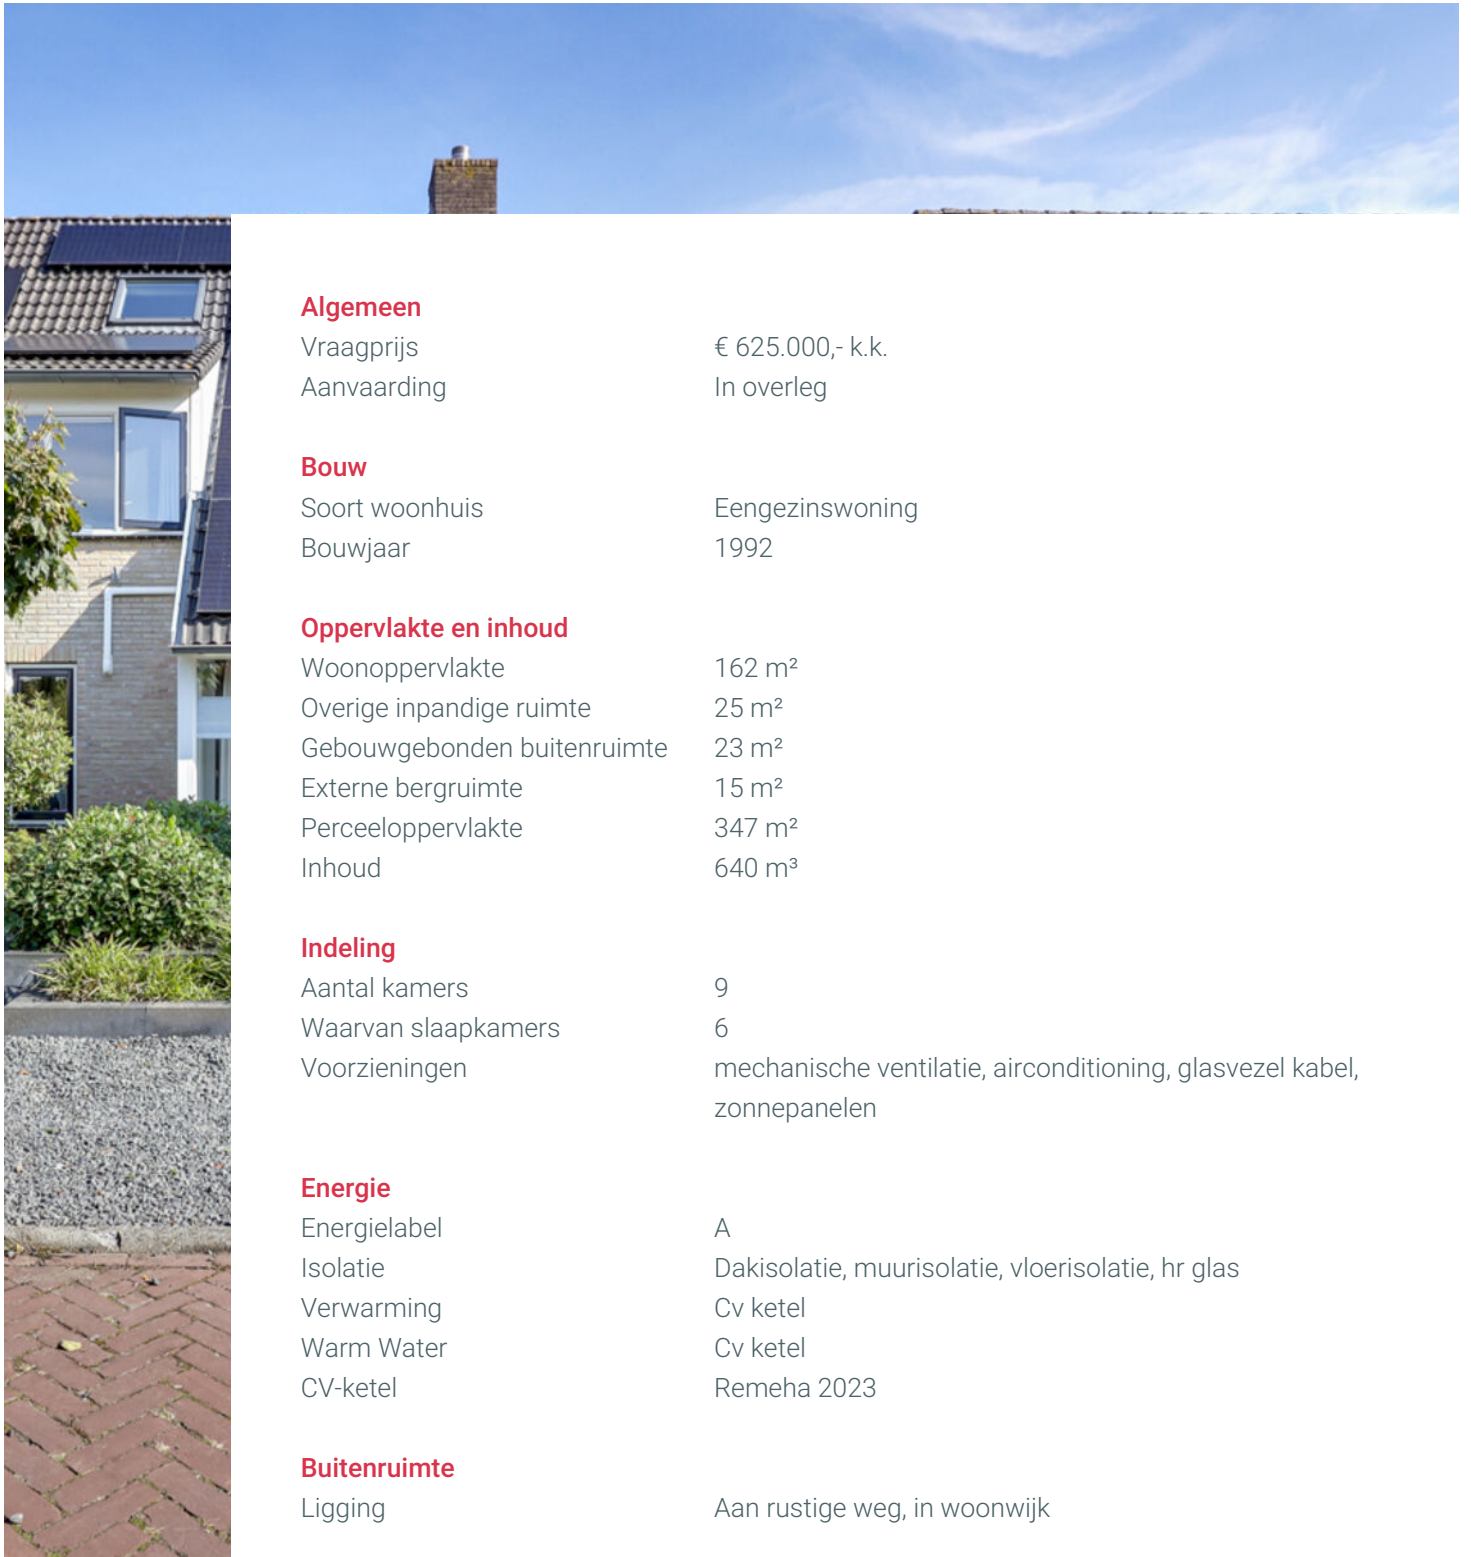 Algemeen
Vraagprijs € 625.000,- k.k.
Aanvaarding In overleg
Bouw
Soort woonhuis Eengezinswoning
Bouwjaar 1992
Oppervlakte en inhoud
Woonoppervlakte 162 m²
Overige inpandige ruimte 25 m²
Gebouwgebonden buitenruimte 23 m²
Externe bergruimte 15 m²
Perceeloppervlakte 347 m²
Inhoud 640 m³
Indeling
Aantal kamers 9
Waarvan slaapkamers 6
Voorzieningen mechanische ventilatie, airconditioning, glasvezel kabel,
zonnepanelen
Energie
Energielabel A
Isolatie Dakisolatie, muurisolatie, vloerisolatie, hr glas
Verwarming Cv ketel
Warm Water Cv ketel
CV-ketel Remeha 2023
Buitenruimte
Ligging Aan rustige weg, in woonwijk